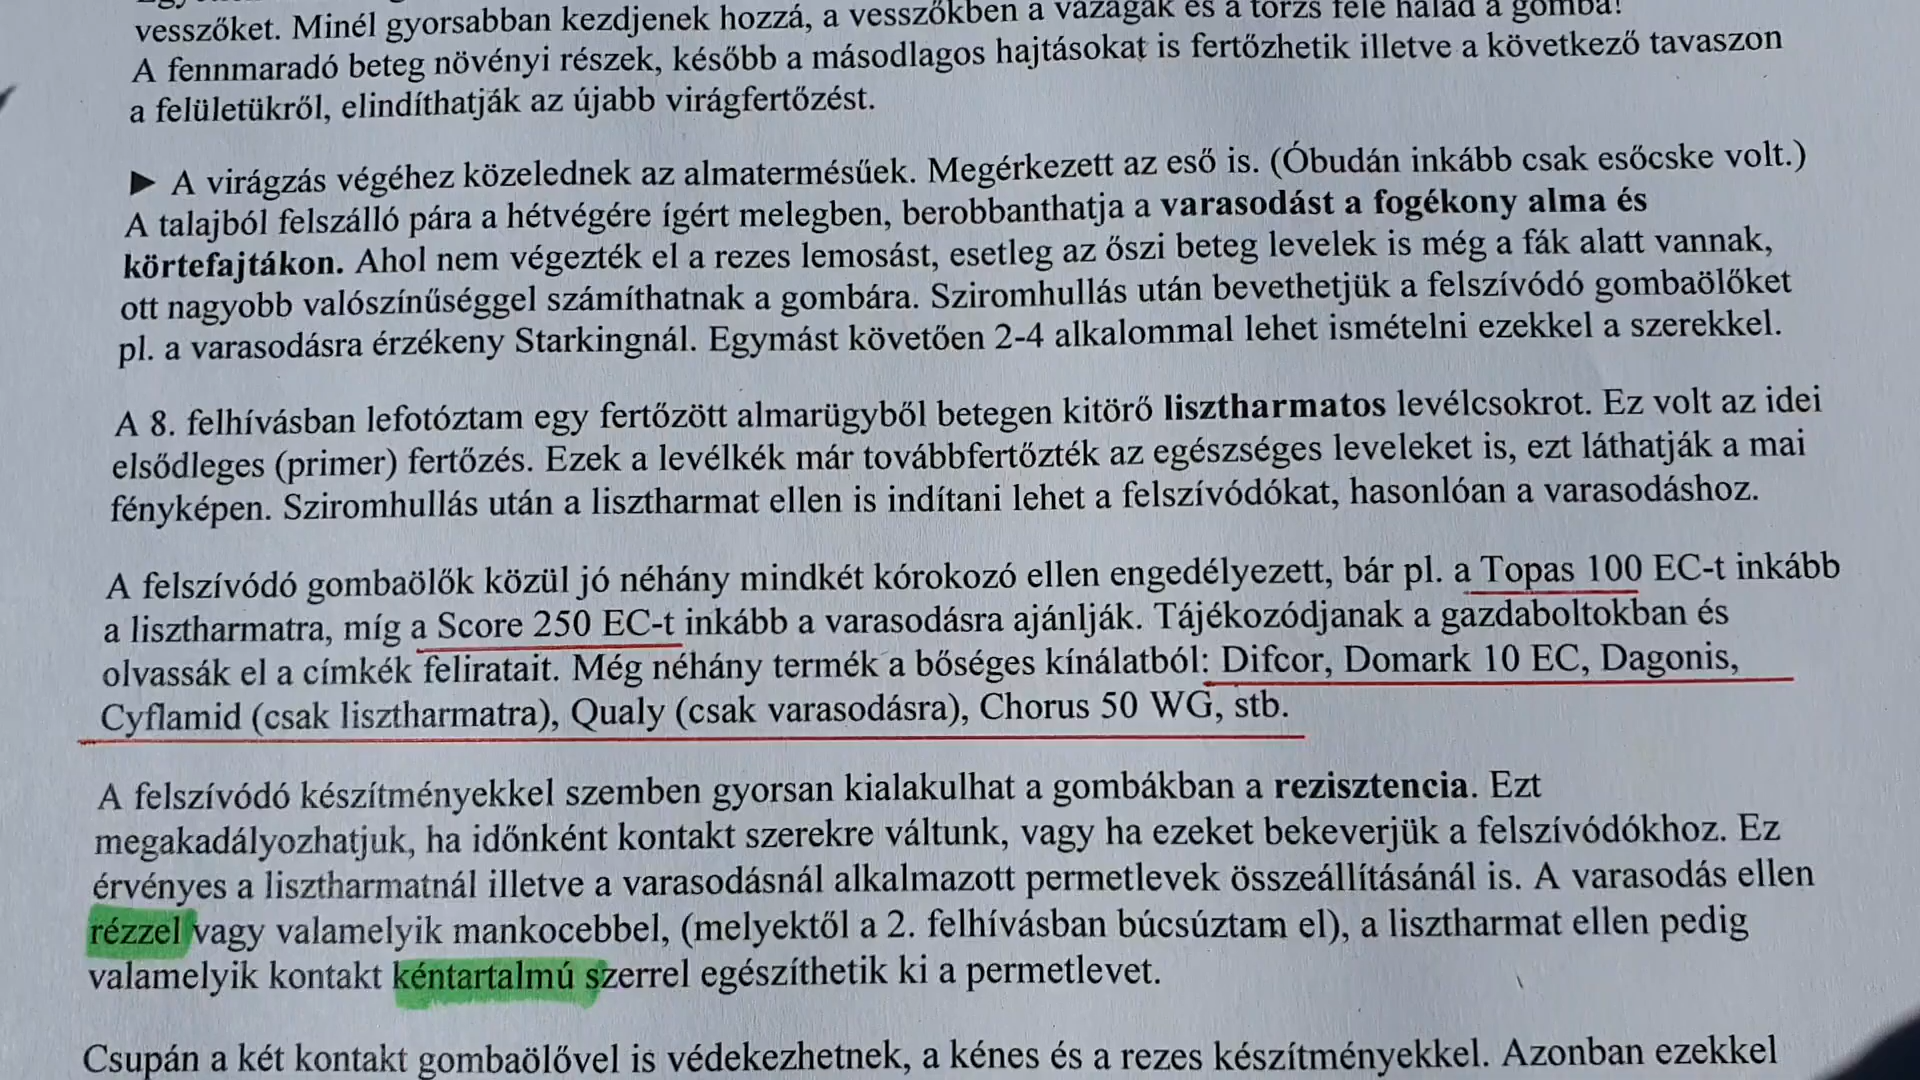 vesszőket. Minél gyorsabban kezdjenek hozzá, a vesszőkben a vázágak és a törzs felé halad a gomba!
A fennmaradó beteg növényi részek, később a másodlagos hajtásokat is fertőzhetik illetve a következő tavaszon
a felületükről, elindíthatják az újabb virágfertőzést.
► A virágzás végéhez közelednek az almatermésűek. Megérkezett az eső is. (Óbudán inkább csak esőcske volt.)
A talajból felszálló pára a hétvégére ígért melegben, berobbanthatja a varasodást a fogékony alma és
körtefajtákon. Ahol nem végezték el a rezes lemosást, esetleg az őszi beteg levelek is még a fák alatt vannak,
ott nagyobb valószínűséggel számíthatnak a gombára. Sziromhullás után bevethetjük a felszívódó gombaölőket
pl. a varasodásra érzékeny Starkingnál. Egymást követően 2-4 alkalommal lehet ismételni ezekkel a szerekkel.
A 8. felhívásban lefotóztam egy fertőzött almarügyből betegen kitörő lisztharmatos levélcsokrot. Ez volt az idei
elsődleges (primer) fertőzés. Ezek a levélkék már továbbfertőzték az egészséges leveleket is, ezt láthatják a mai
fényképen. Sziromhullás után a lisztharmat ellen is indítani lehet a felszívódókat, hasonlóan a varasodáshoz.
A felszívódó gombaölők közül jó néhány mindkét kórokozó ellen engedélyezett, bár pl. a Topas 100 EC-t inkább
a lisztharmatra, míg a Score 250 EC-t inkább a varasodásra ajánlják. Tájékozódjanak a gazdaboltokban és
olvassák el a címkék feliratait. Még néhány termék a bőséges kínálatból: Difcor, Domark 10 EC, Dagonis,
Cyflamid (csak lisztharmatra), Qualy (csak varasodásra), Chorus 50 WG, stb.
A felszívódó készítményekkel szemben gyorsan kialakulhat a gombákban a rezisztencia. Ezt
megakadályozhatjuk, ha időnként kontakt szerekre váltunk, vagy ha ezeket bekeverjük a felszívódókhoz. Ez
érvényes a lisztharmatnál illetve a varasodásnál alkalmazott permetlevek összeállításánál is. A varasodás ellen
rézzel vagy valamelyik mankocebbel, (melyektől a 2. felhívásban búcsúztam el), a lisztharmat ellen pedig
valamelyik kontakt kéntartalmú szerrel egészíthetik ki a permetlevet.
Csupán a két kontakt gombaölővel is védekezhetnek, a kénes és a rezes készítményekkel. Azonban ezekkel